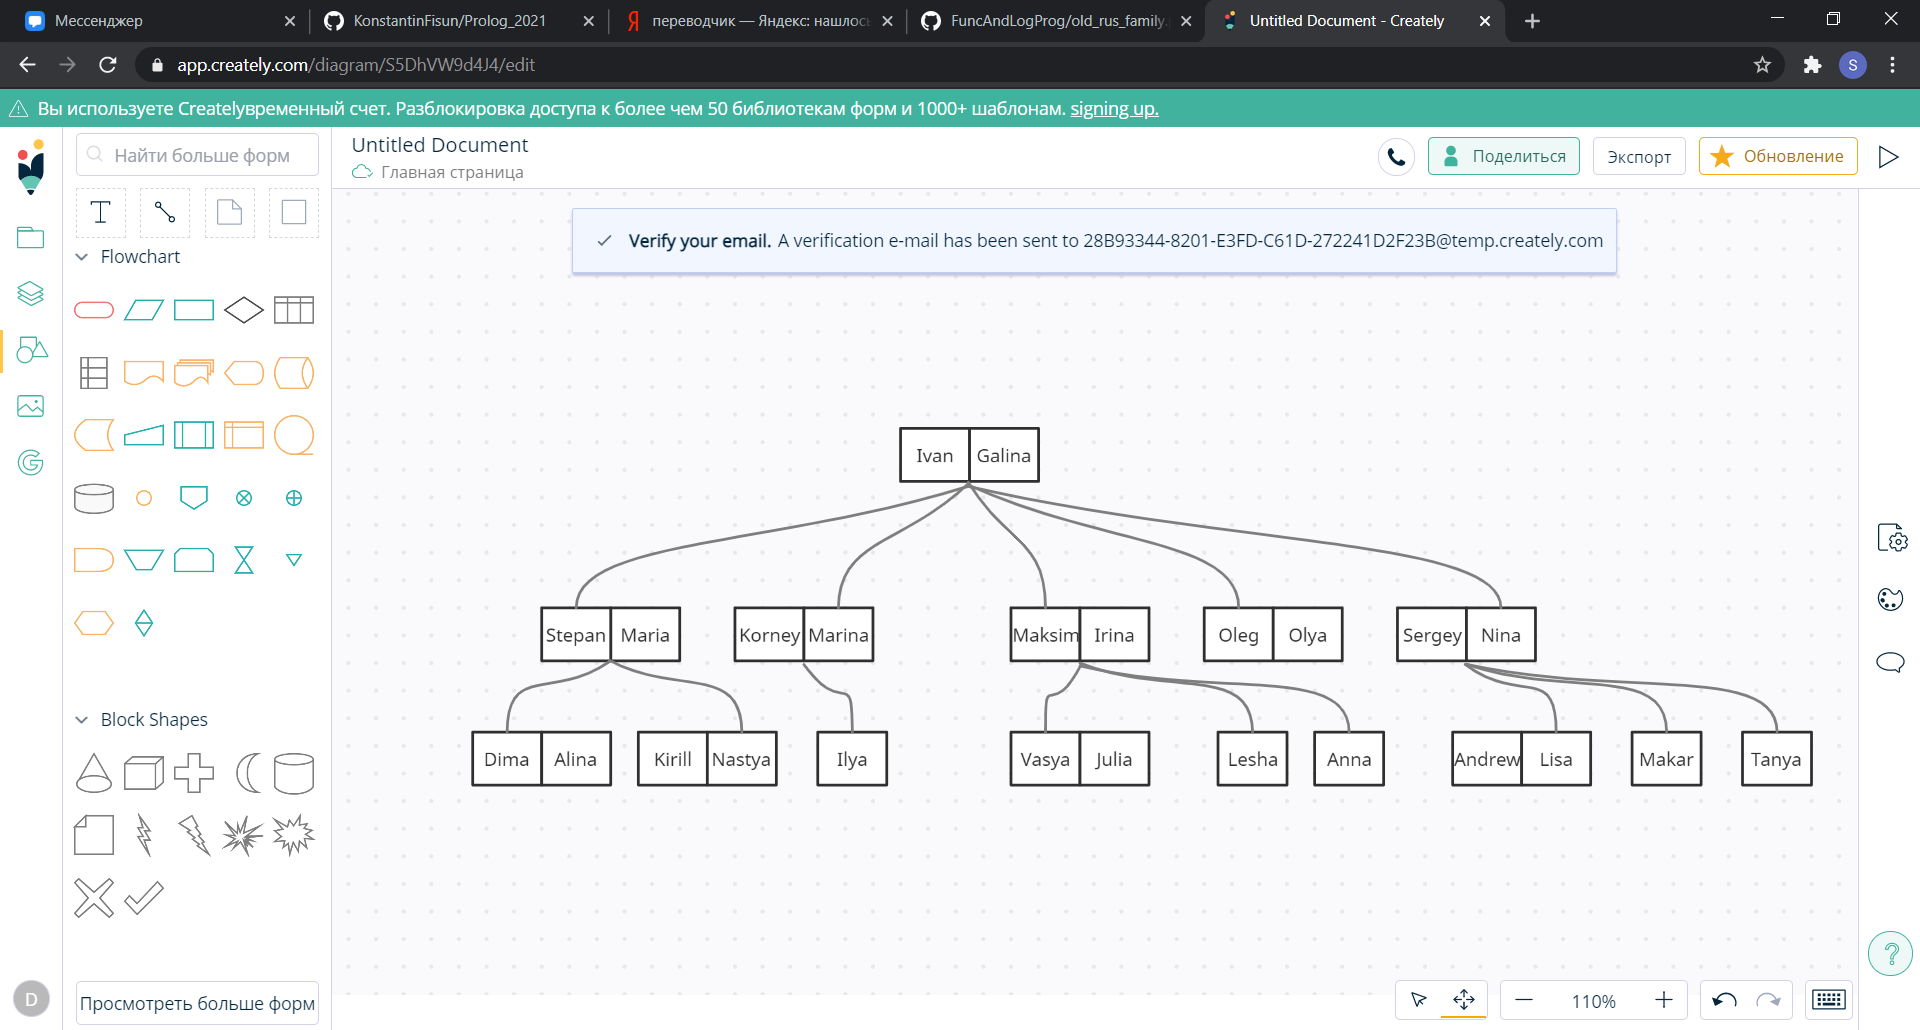 Мессенджер
KonstantinFisun/Prolog_2021
переводчик — Яндекс: нашлос
FuncAndLogProg/old_rus_family.
Untitled Document - Creately
app.creately.com/diagram/S5DhVW9d4J4/edit
S
Вы используете Createlyвременный счет. Разблокировка доступа к более чем 50 библиотекам форм и 1000+ шаблонам. signing up.
Найти больше форм
Untitled Document
Главная страница
Поделиться
Экспорт
Обновление
T
Flowchart
Verify your email. A verification e-mail has been sent to 28B93344-8201-E3FD-C61D-272241D2F23B@temp.creately.com
Ivan Galina
Stepan Maria Korney Marina Maksim Irina Oleg Olya Sergey Nina
Block Shapes
Dima Alina Kirill Nastya Ilya Vasya Julia Lesha Anna Andrew Lisa Makar Tanya
?
D
Просмотреть больше форм
110%